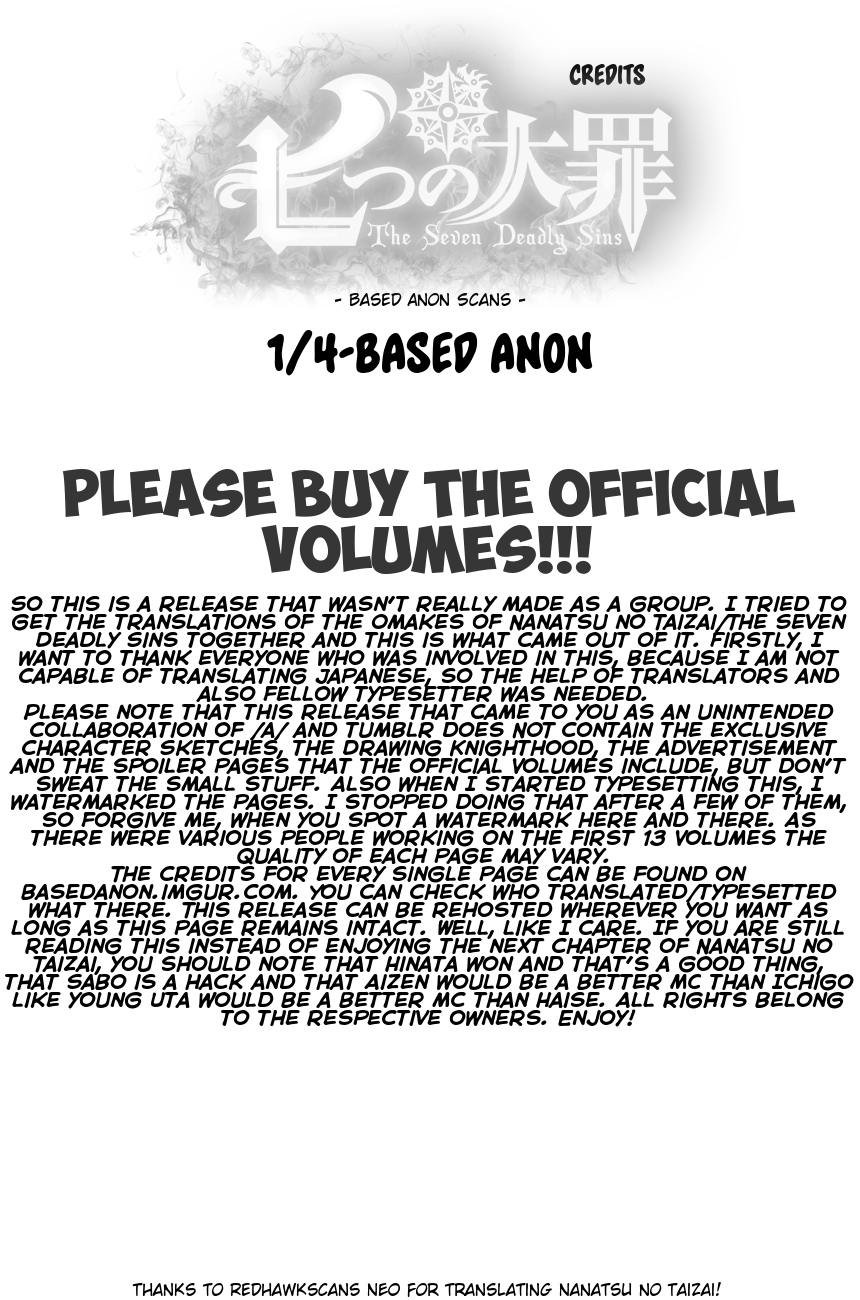 CREDITS
七つの大罪
The Seven Deadly Sins
- BASED ANON SCANS -
1/4-BASED ANON
PLEASE BUY THE OFFICIAL
VOLUMES!!!
SO THIS IS A RELEASE THAT WASN'T REALLY MADE AS A GROUP. I TRIED TO
GET THE TRANSLATIONS OF THE OMAKES OF NANATSU NO TAIZAI/THE SEVEN
DEADLY SINS TOGETHER AND THIS IS WHAT CAME OUT OF IT. FIRSTLY, I
WANT TO THANK EVERYONE WHO WAS INVOLVED IN THIS, BECAUSE I AM NOT
CAPABLE OF TRANSLATING JAPANESE, SO THE HELP OF TRANSLATORS AND
ALSO FELLOW TYPESETTER WAS NEEDED.
PLEASE NOTE THAT THIS RELEASE THAT CAME TO YOU AS AN UNINTENDED
COLLABORATION OF /A/ AND TUMBLR DOES NOT CONTAIN THE EXCLUSIVE
CHARACTER SKETCHES, THE DRAWING KNIGHTHOOD, THE ADVERTISEMENT
AND THE SPOILER PAGES THAT THE OFFICIAL VOLUMES INCLUDE, BUT DON'T
SWEAT THE SMALL STUFF. ALSO WHEN I STARTED TYPESETTING THIS, I
WATERMARKED THE PAGES. I STOPPED DOING THAT AFTER A FEW OF THEM,
SO FORGIVE ME, WHEN YOU SPOT A WATERMARK HERE AND THERE. AS
THERE WERE VARIOUS PEOPLE WORKING ON THE FIRST 13 VOLUMES THE
QUALITY OF EACH PAGE MAY VARY.
THE CREDITS FOR EVERY SINGLE PAGE CAN BE FOUND ON
BASEDANON.IMGUR.COM. YOU CAN CHECK WHO TRANSLATED/TYPESETTED
WHAT THERE. THIS RELEASE CAN BE REHOSTED WHEREVER YOU WANT AS
LONG AS THIS PAGE REMAINS INTACT. WELL, LIKE I CARE. IF YOU ARE STILL
READING THIS INSTEAD OF ENJOYING THE NEXT CHAPTER OF NANATSU NO
TAIZAI, YOU SHOULD NOTE THAT HINATA WON AND THAT'S A GOOD THING,
THAT SABO IS A HACK AND THAT AIZEN WOULD BE A BETTER MC THAN ICHIGO
LIKE YOUNG UTA WOULD BE A BETTER MC THAN HAISE. ALL RIGHTS BELONG
TO THE RESPECTIVE OWNERS. ENJOY!
THANKS TO REDHAWKSCANS NEO FOR TRANSLATING NANATSU NO TAIZAI!